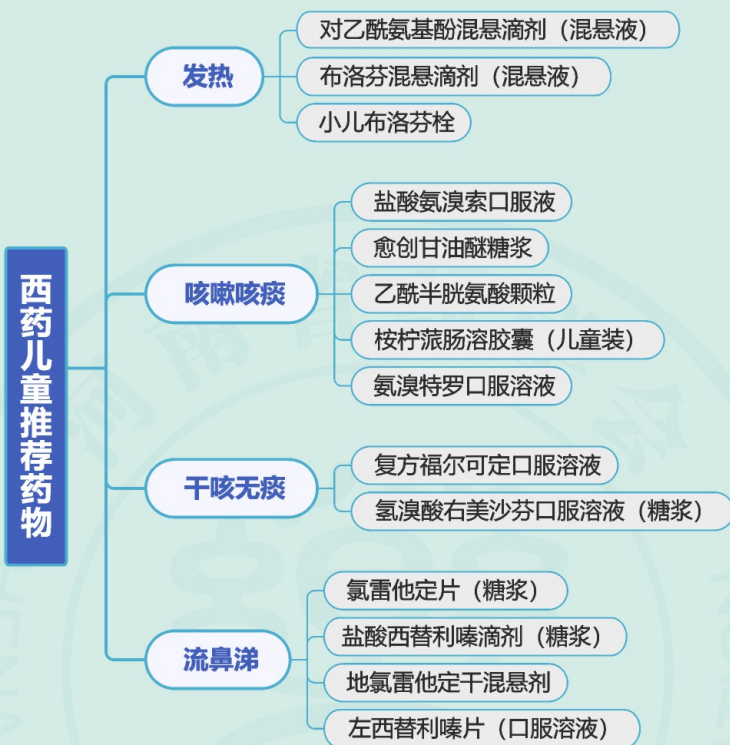 西药儿童推荐药物
发热
对乙酰氨基酚混悬滴剂（混悬液）
布洛芬混悬滴剂（混悬液）
小儿布洛芬栓
咳嗽咳痰
盐酸氨溴索口服液
愈创甘油醚糖浆
乙酰半胱氨酸颗粒
桉柠蒎肠溶胶囊（儿童装）
氨溴特罗口服溶液
干咳无痰
复方福尔可定口服溶液
氢溴酸右美沙芬口服溶液（糖浆）
流鼻涕
氯雷他定片（糖浆）
盐酸西替利嗪滴剂（糖浆）
地氯雷他定干混悬剂
左西替利嗪片（口服溶液）